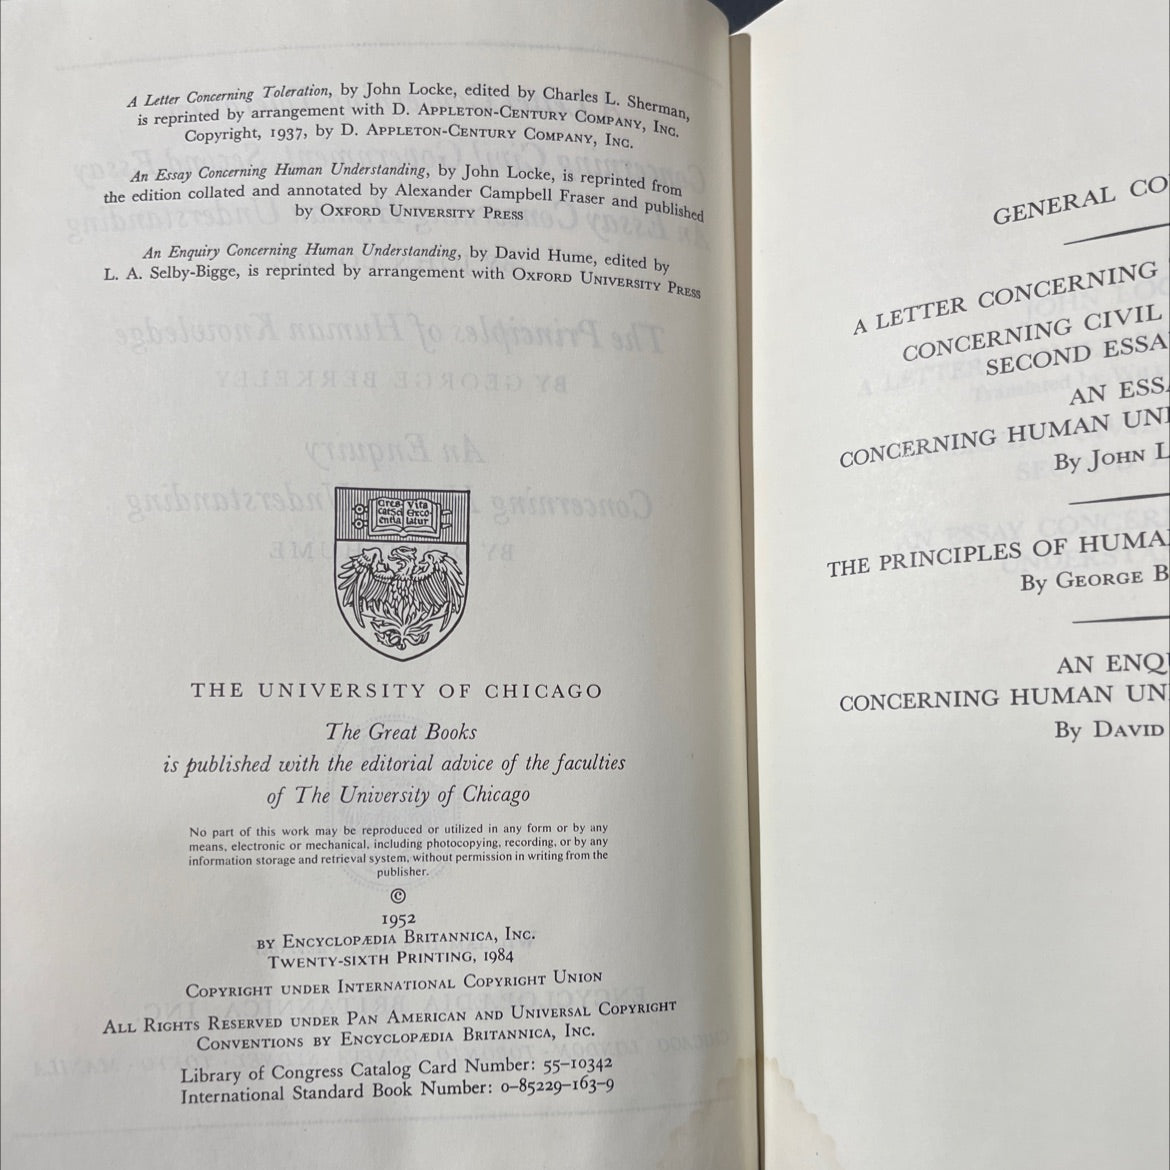 A Letter Concerning Toleration, by John Locke, edited by Charles L. Sherman,
is reprinted by arrangement with D. APPLETON-CENTURY COMPANY, INC.
Copyright, 1937, by D. APPLETON-CENTURY COMPANY, INC.
An Essay Concerning Human Understanding, by John Locke, is reprinted from
the edition collated and annotated by Alexander Campbell Fraser and published
by OXFORD UNIVERSITY PRESS
An Enquiry Concerning Human Understanding, by David Hume, edited by
L. A. Selby-Bigge, is reprinted by arrangement with OXFORD UNIVERSITY PRESS
Cres Vita
catSci Exco
entia latur
THE UNIVERSITY OF CHICAGO
The Great Books
is published with the editorial advice of the faculties
of The University of Chicago
No part of this work may be reproduced or utilized in any form or by any
means, electronic or mechanical, including photocopying, recording, or by any
information storage and retrieval system, without permission in writing from the
publisher.
©
1952
BY ENCYCLOPÆDIA BRITANNICA, INC.
TWENTY-SIXTH PRINTING, 1984
COPYRIGHT UNDER INTERNATIONAL COPYRIGHT UNION
ALL RIGHTS RESERVED UNDER PAN AMERICAN AND UNIVERSAL COPYRIGHT
CONVENTIONS BY ENCYCLOPÆDIA BRITANNICA, INC.
Library of Congress Catalog Card Number: 55-10342
International Standard Book Number: 0-85229-163-9
GENERAL CO
A LETTER CONCERNING
CONCERNING CIVIL
SECOND ESSA
AN ESSA
CONCERNING HUMAN UN
By JOHN L
THE PRINCIPLES OF HUMA
By GEORGE B
AN ENQ
CONCERNING HUMAN UN
By DAVID